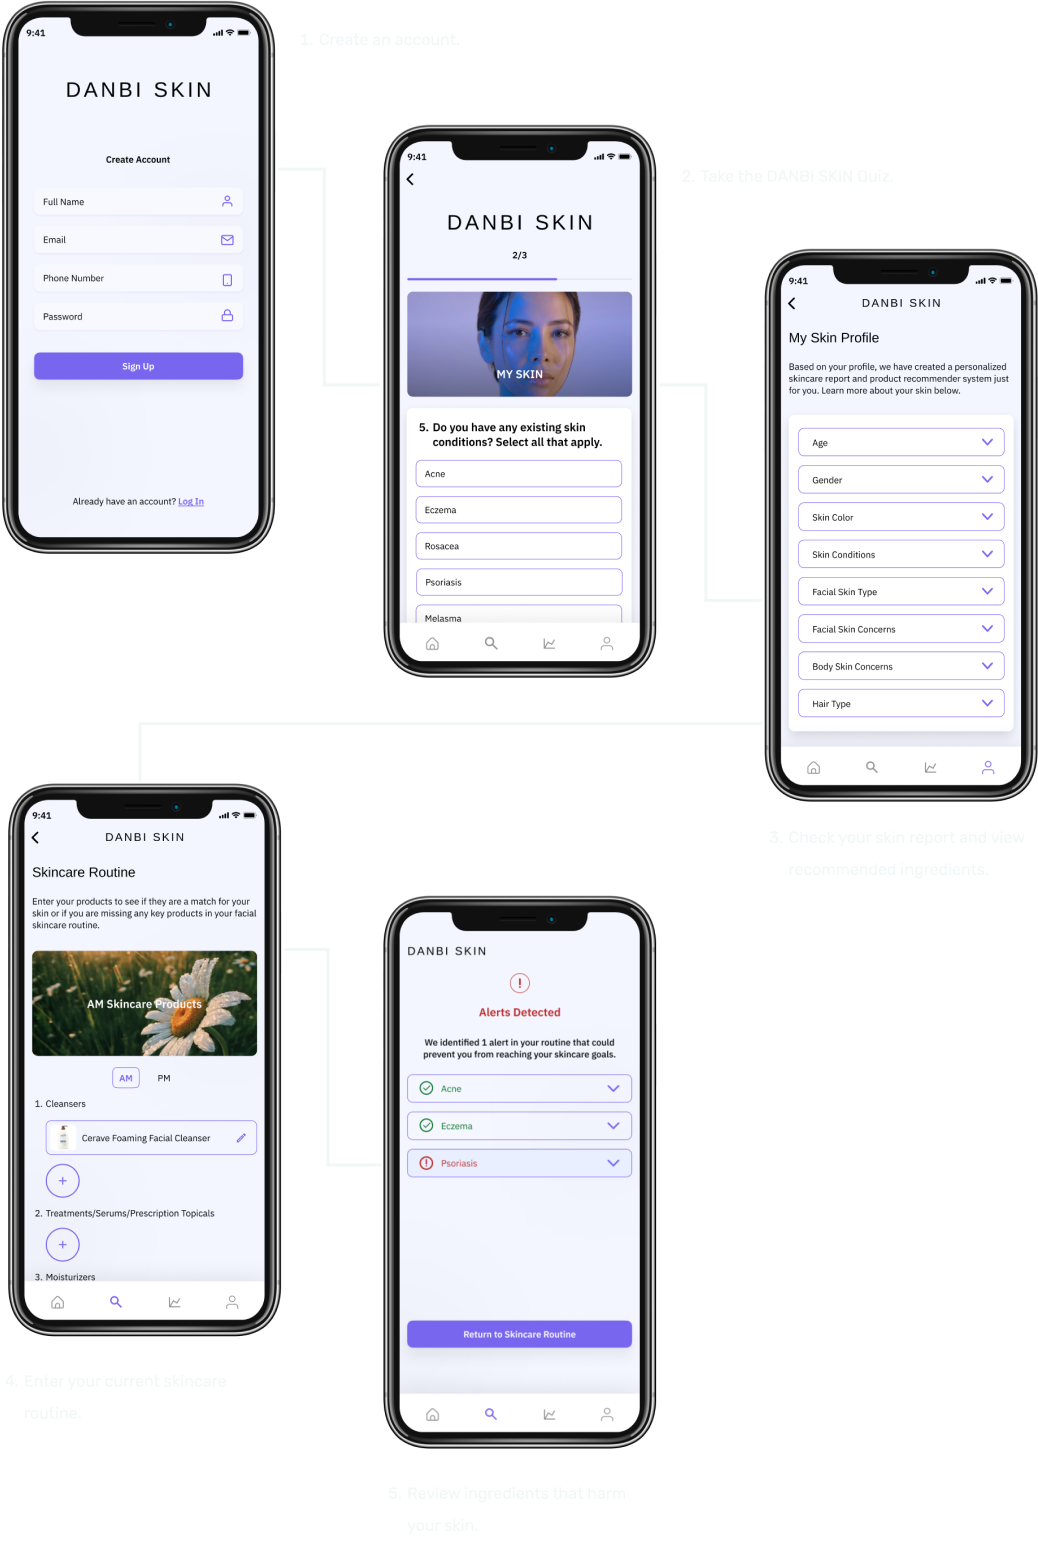 9:41
DANBI SKIN
Create Account
Full Name
Email
Phone Number
Password
Sign Up
Already have an account? Log In
1. Create an account.
9:41
DANBI SKIN
2/3
MY SKIN
5. Do you have any existing skin
conditions? Select all that apply.
Acne
Eczema
Rosacea
Psoriasis
Melasma
2. Take the DANBI SKIN Quiz.
9:41
DANBI SKIN
My Skin Profile
Based on your profile, we have created a personalized
skincare report and product recommender system just
for you. Learn more about your skin below.
Age
Gender
Skin Color
Skin Conditions
Facial Skin Type
Facial Skin Concerns
Body Skin Concerns
Hair Type
3. Check your skin report and view
recommended ingredients.
9:41
DANBI SKIN
Skincare Routine
Enter your products to see if they are a match for your
skin or if you are missing any key products in your facial
skincare routine.
AM Skincare Products
AM PM
1. Cleansers
Cerave Foaming Facial Cleanser
+
2. Treatments/Serums/Prescription Topicals
+
3. Moisturizers
4. Enter your current skincare
routine.
DANBI SKIN
Alerts Detected
We identified 1 alert in your routine that could
prevent you from reaching your skincare goals.
Acne
Eczema
Psoriasis
Return to Skincare Routine
5. Review ingredients that harm
your skin.